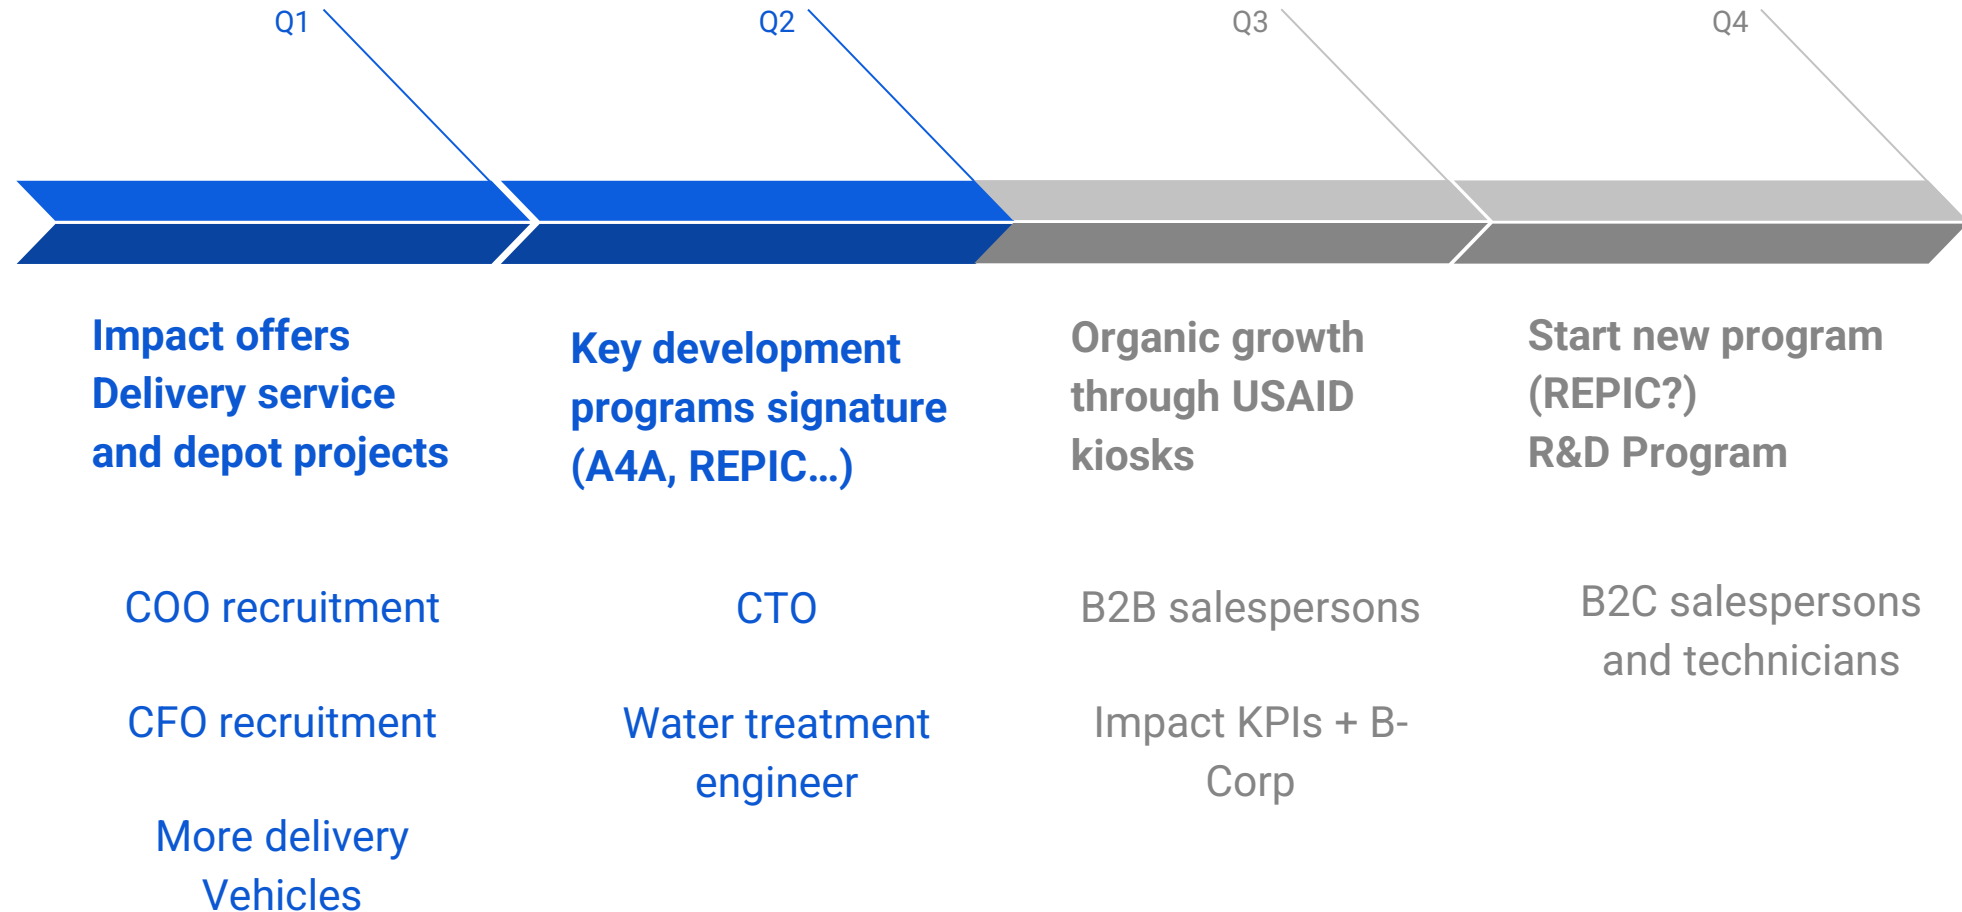 Q1
Q2
Q3
Q4
Impact offers
Delivery service
and depot projects
Key development
programs signature
(A4A, REPIC...)
Organic growth
through USAID
kiosks
Start new program
(REPIC?)
R&D Program
COO recruitment
CFO recruitment
More delivery
Vehicles
CTO
Water treatment
engineer
B2B salespersons
Impact KPIs + B-
Corp
B2C salespersons
and technicians